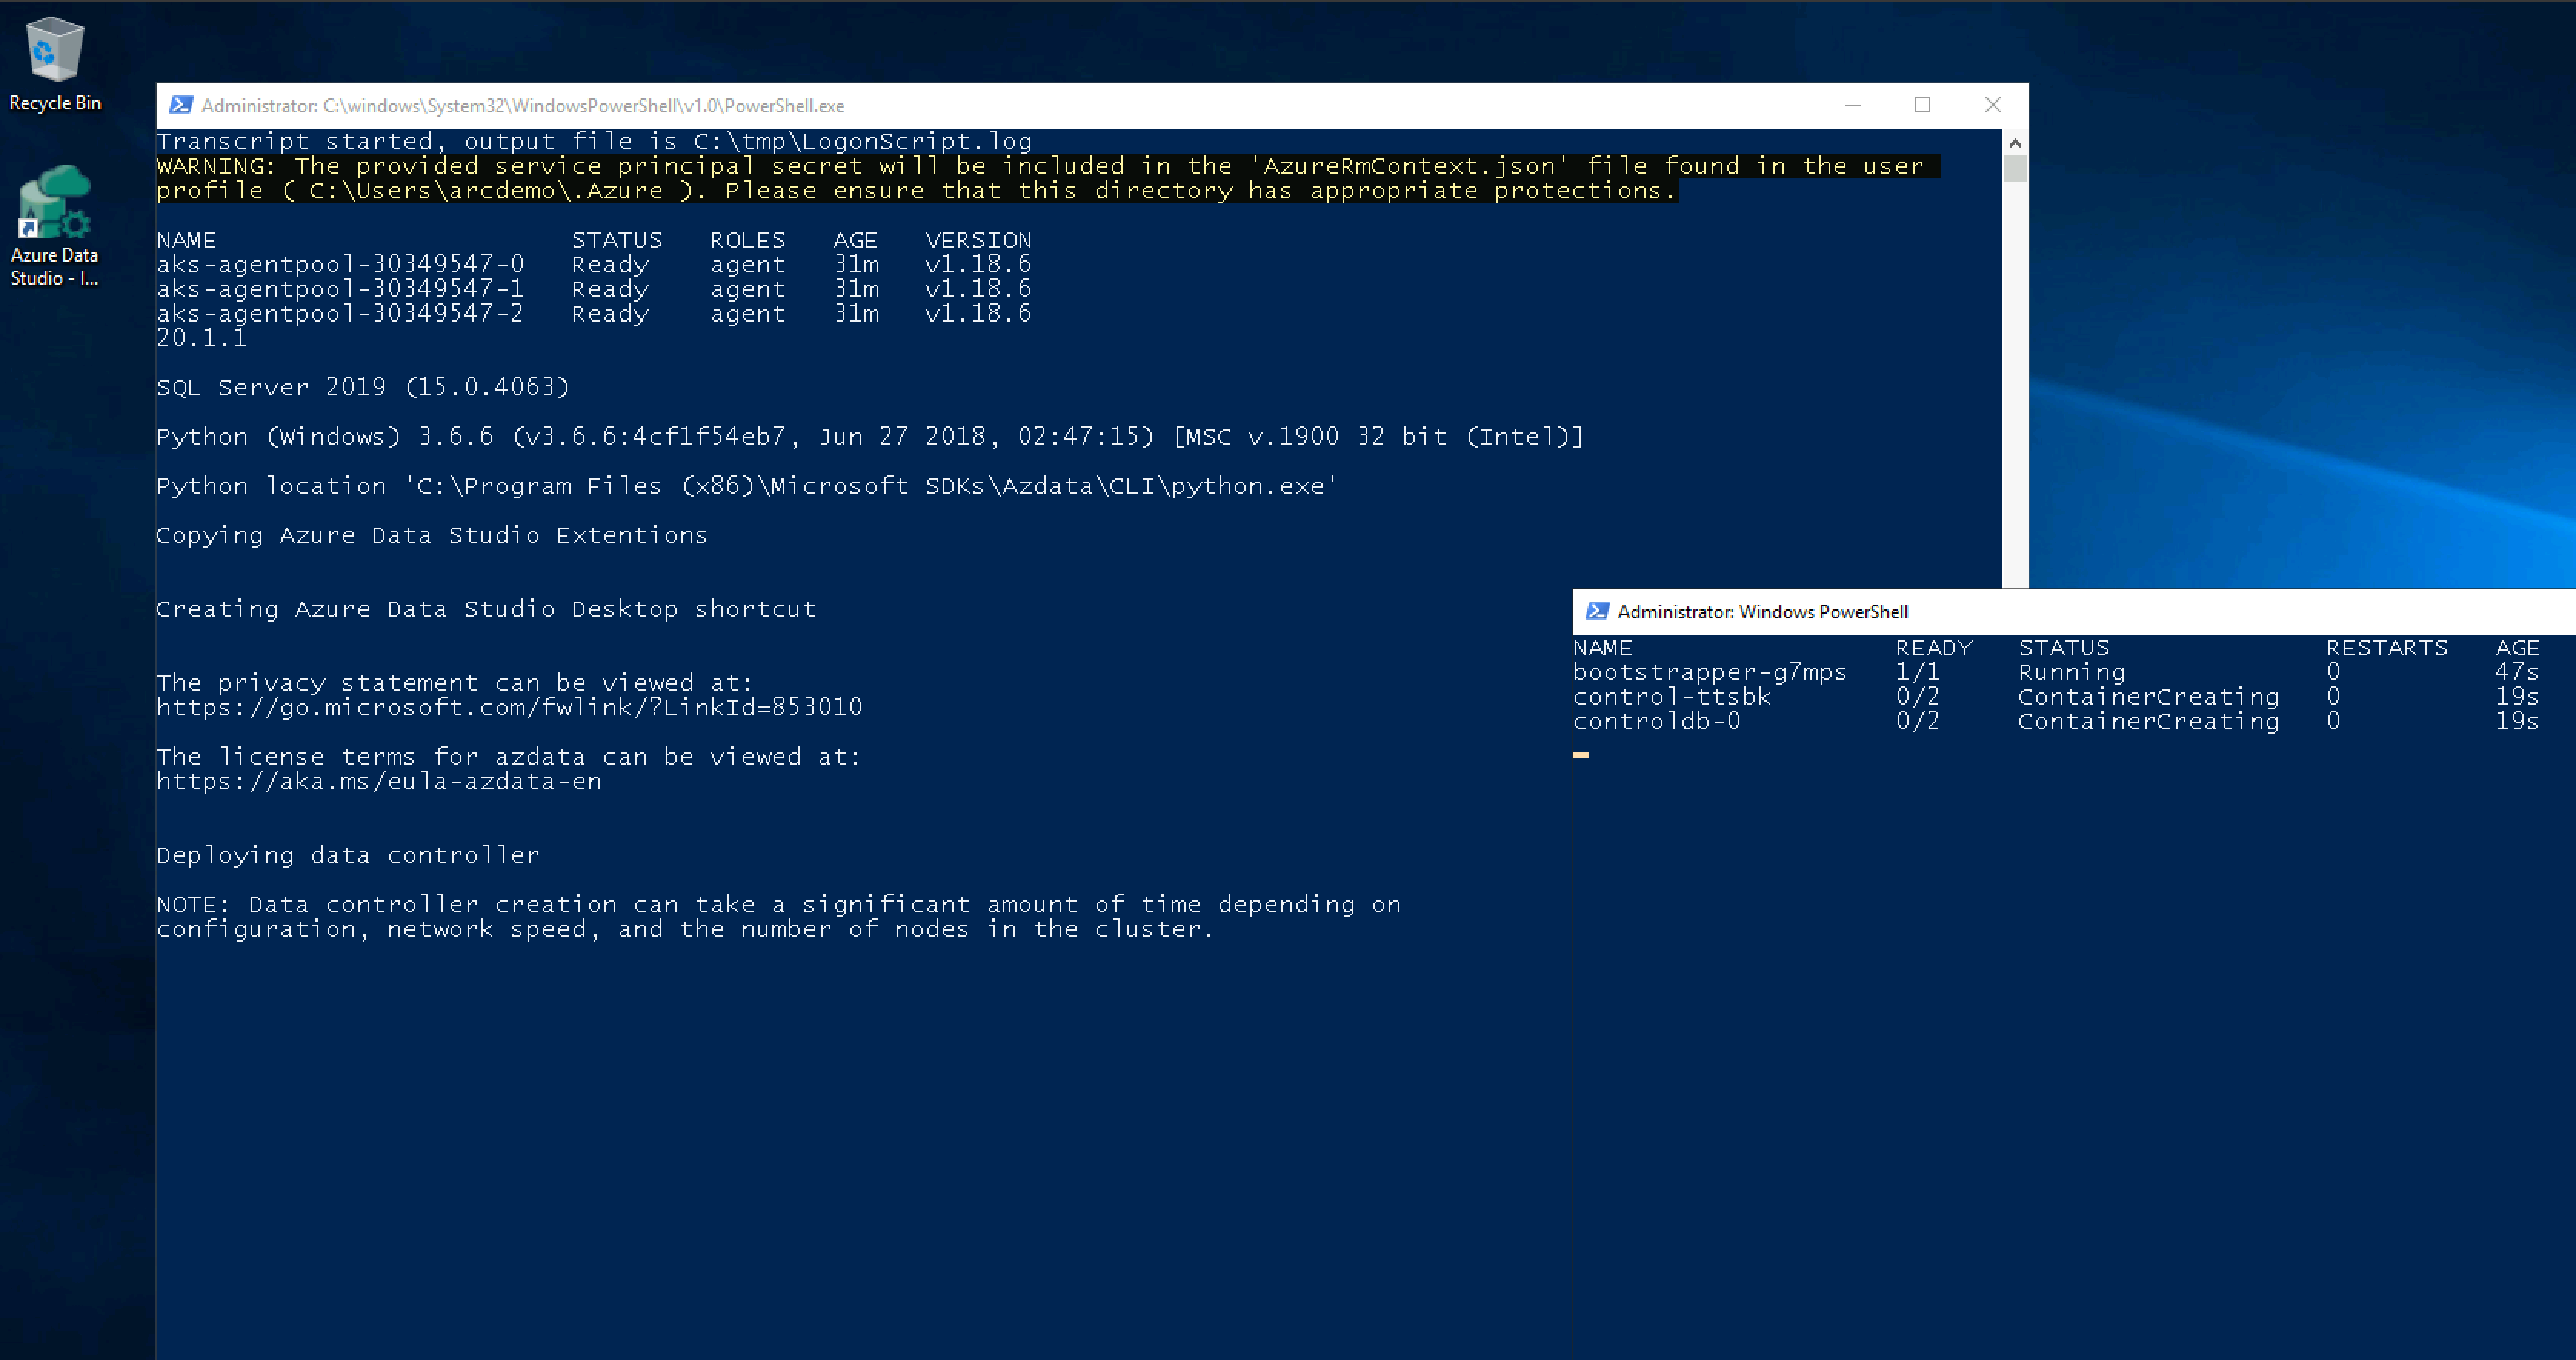 Recycle Bin
Azure Data
Studio - I...
Administrator: C:\windows\System32\WindowsPowerShell\v1.0\PowerShell.exe
Transcript started, output file is C:\tmp\LogonScript.log
WARNING: The provided service principal secret will be included in the 'AzureRmContext.json' file found in the user
profile ( C:\Users\arcdemo\.Azure ). Please ensure that this directory has appropriate protections.
NAME STATUS ROLES AGE VERSION
aks-agentpool-30349547-0 Ready agent 31m v1.18.6
aks-agentpool-30349547-1 Ready agent 31m v1.18.6
aks-agentpool-30349547-2 Ready agent 31m v1.18.6
20.1.1
SQL Server 2019 (15.0.4063)
Python (Windows) 3.6.6 (v3.6.6:4cf1f54eb7, Jun 27 2018, 02:47:15) [MSC v.1900 32 bit (Intel)]
Python location 'C:\Program Files (x86)\Microsoft SDKs\Azdata\CLI\python.exe'
Copying Azure Data Studio Extentions
Creating Azure Data Studio Desktop shortcut
The privacy statement can be viewed at:
https://go.microsoft.com/fwlink/?LinkId=853010
The license terms for azdata can be viewed at:
https://aka.ms/eula-azdata-en
Deploying data controller
NOTE: Data controller creation can take a significant amount of time depending on
configuration, network speed, and the number of nodes in the cluster.
Administrator: Windows PowerShell
NAME READY STATUS RESTARTS AGE
bootstrapper-g7mps 1/1 Running 0 47s
control-ttsbk 0/2 ContainerCreating 0 19s
controldb-0 0/2 ContainerCreating 0 19s